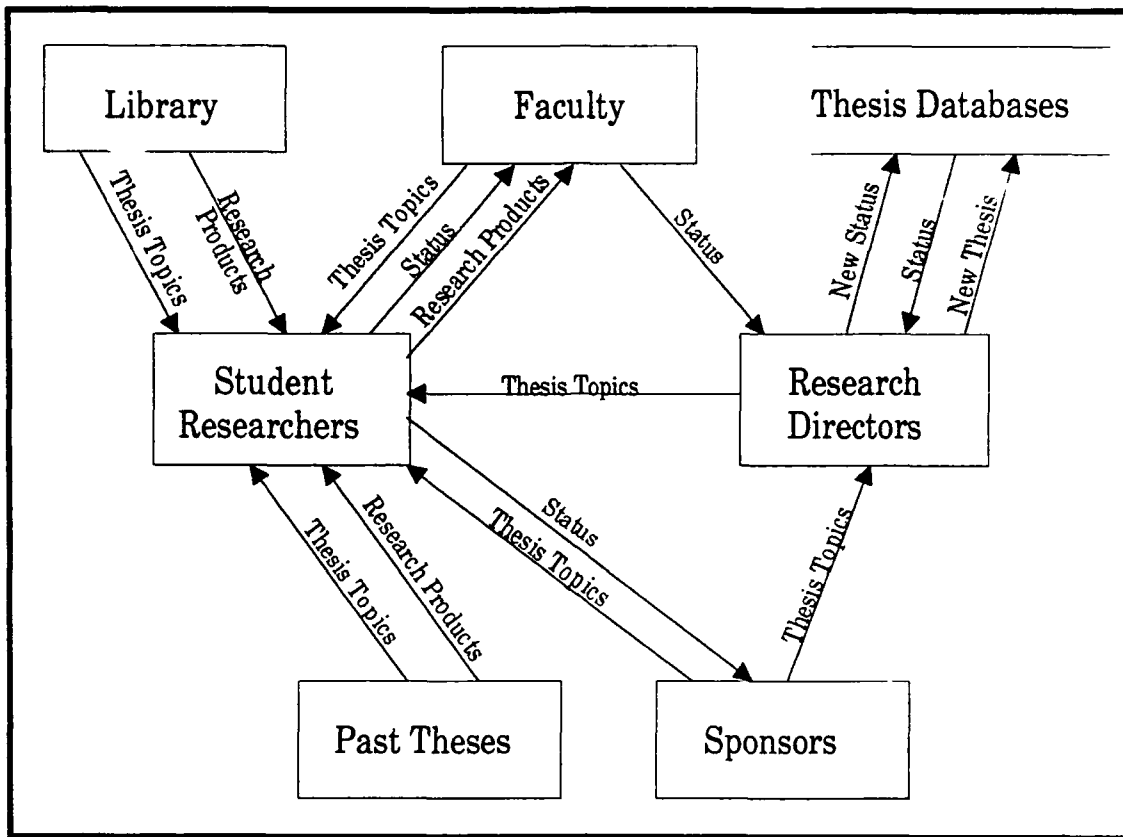 Library
Faculty
Thesis Databases
Thesis Topics
Research
Products
Thesis Topics
Status
Research Products
Status
New Status
Status
New Thesis
Student
Researchers
Thesis Topics
Research
Directors
Thesis Topics
Research Products
Status
Thesis Topics
Thesis Topics
Past Theses
Sponsors